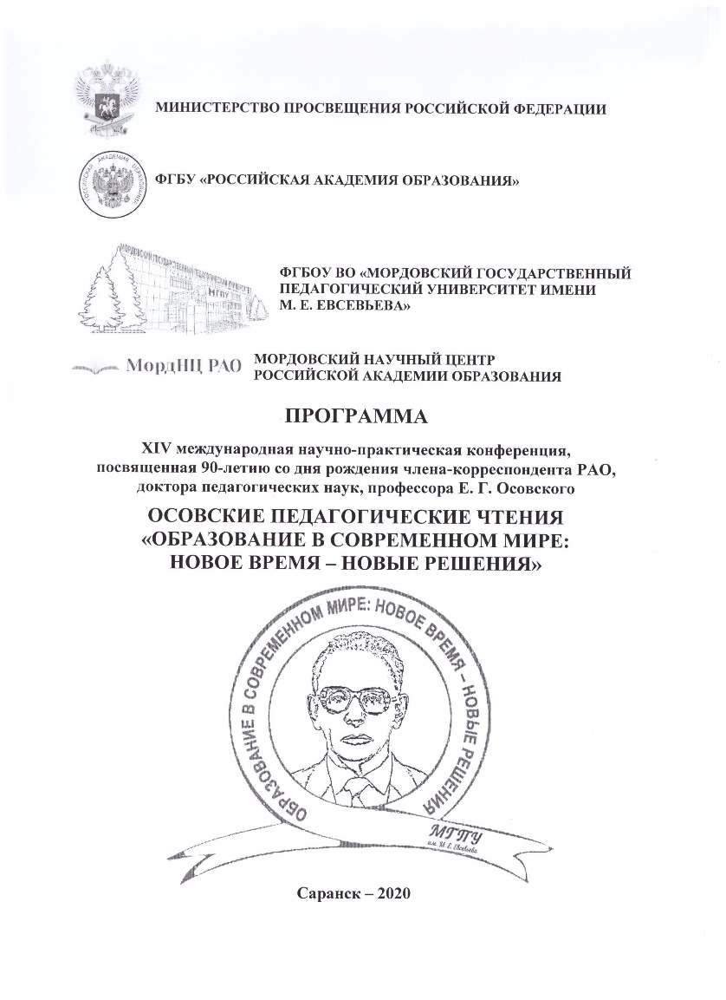 МИНИСТЕРСТВО ПРОСВЕЩЕНИЯ РОССИЙСКОЙ ФЕДЕРАЦИИ
РОССИЙСКАЯ АКАДЕМИЯ ОБРАЗОВАНИЯ
ФГБУ «РОССИЙСКАЯ АКАДЕМИЯ ОБРАЗОВАНИЯ»
МОРДОВСКИЙ ГОСУДАРСТВЕННЫЙ ПЕДАГОГИЧЕСКИЙ УНИВЕРСИТЕТ
МГПУ
ФГБОУ ВО «МОРДОВСКИЙ ГОСУДАРСТВЕННЫЙ
ПЕДАГОГИЧЕСКИЙ УНИВЕРСИТЕТ ИМЕНИ
М. Е. ЕВСЕВЬЕВА»
МордНЦ РАО
МОРДОВСКИЙ НАУЧНЫЙ ЦЕНТР
РОССИЙСКОЙ АКАДЕМИИ ОБРАЗОВАНИЯ
ПРОГРАММА
XIV международная научно-практическая конференция,
посвященная 90-летию со дня рождения члена-корреспондента РАО,
доктора педагогических наук, профессора Е. Г. Осовского
ОСОВСКИЕ ПЕДАГОГИЧЕСКИЕ ЧТЕНИЯ
«ОБРАЗОВАНИЕ В СОВРЕМЕННОМ МИРЕ:
НОВОЕ ВРЕМЯ – НОВЫЕ РЕШЕНИЯ»
ОБРАЗОВАНИЕ В СОВРЕМЕННОМ МИРЕ: НОВОЕ ВРЕМЯ – НОВЫЕ РЕШЕНИЯ
МГПУ
им. М. Е. Евсевьева
Саранск – 2020